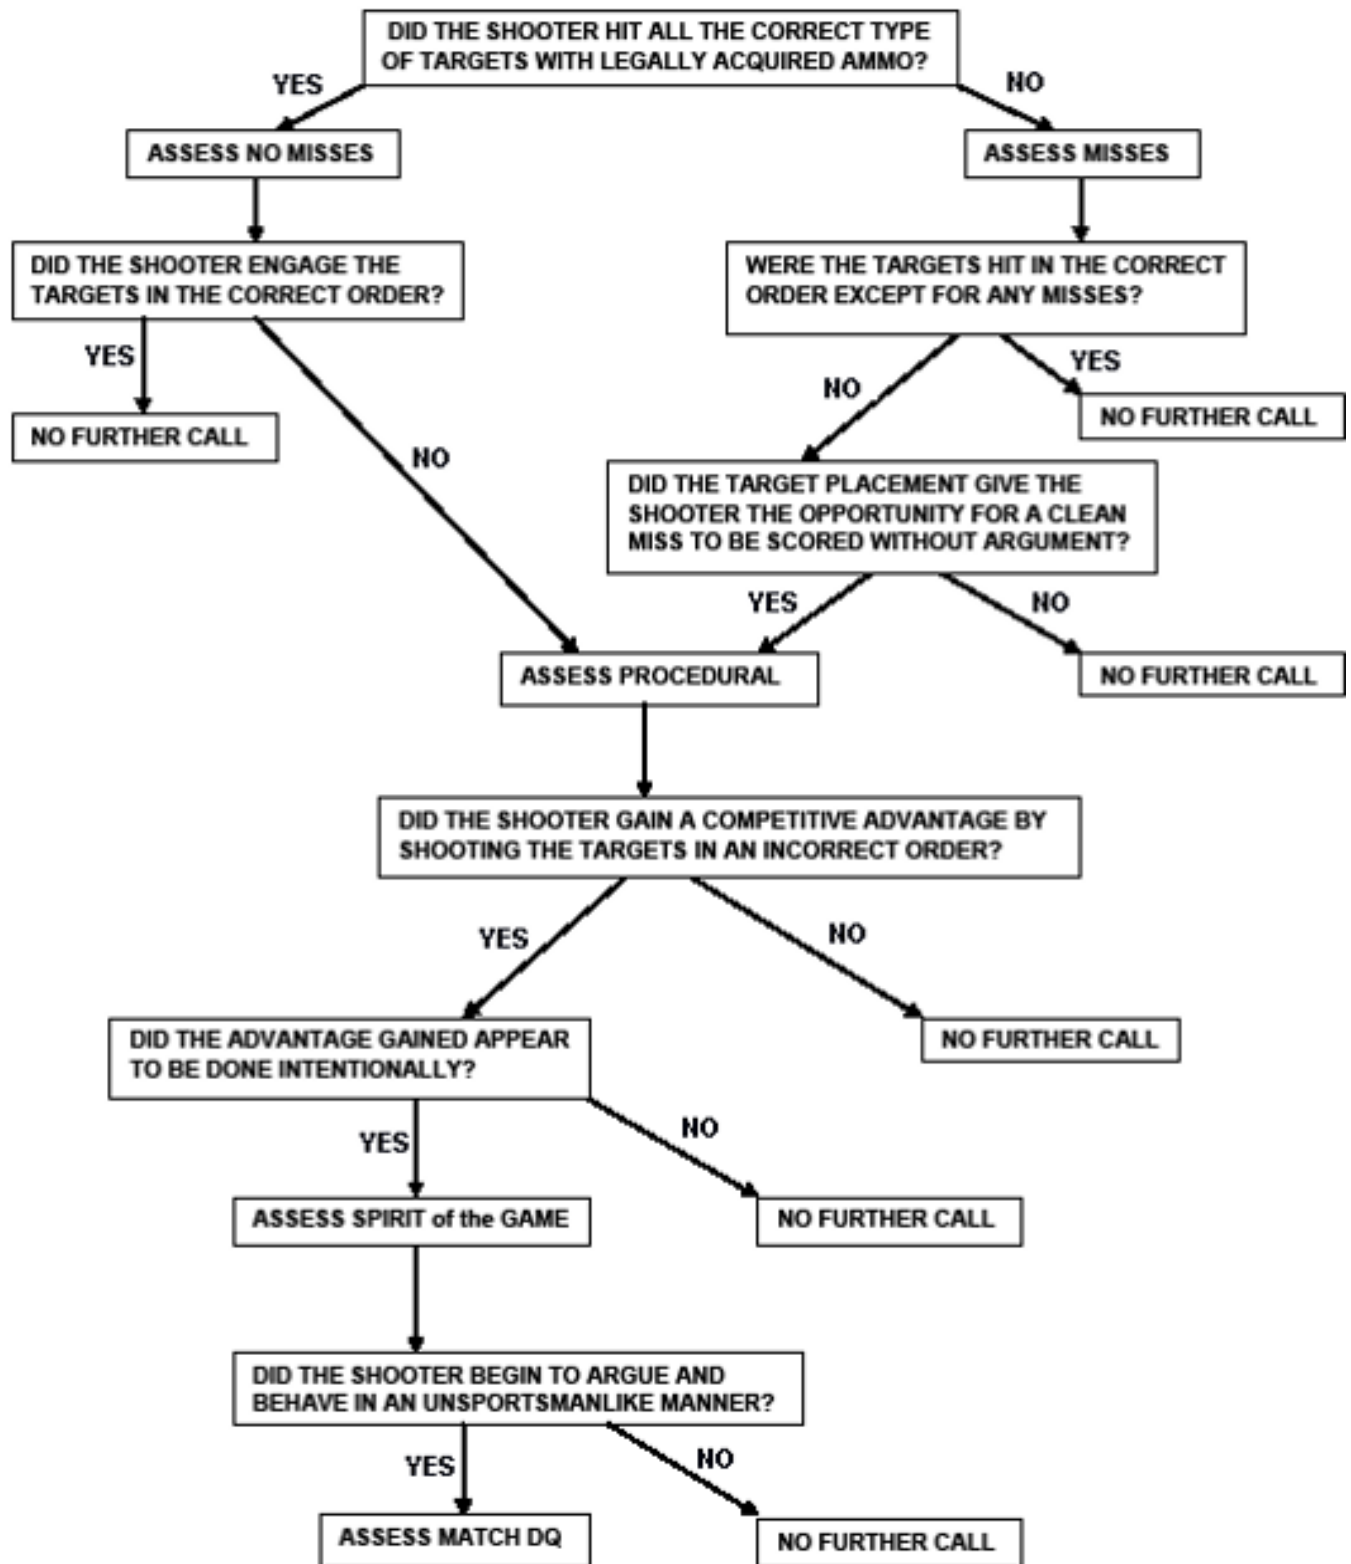 DID THE SHOOTER HIT ALL THE CORRECT TYPE
OF TARGETS WITH LEGALLY ACQUIRED AMMO?
YES
NO
ASSESS NO MISSES
ASSESS MISSES
DID THE SHOOTER ENGAGE THE
TARGETS IN THE CORRECT ORDER?
WERE THE TARGETS HIT IN THE CORRECT
ORDER EXCEPT FOR ANY MISSES?
YES
NO
YES
NO FURTHER CALL
NO
NO FURTHER CALL
DID THE TARGET PLACEMENT GIVE THE
SHOOTER THE OPPORTUNITY FOR A CLEAN
MISS TO BE SCORED WITHOUT ARGUMENT?
YES
NO
ASSESS PROCEDURAL
NO FURTHER CALL
DID THE SHOOTER GAIN A COMPETITIVE ADVANTAGE BY
SHOOTING THE TARGETS IN AN INCORRECT ORDER?
YES
NO
DID THE ADVANTAGE GAINED APPEAR
TO BE DONE INTENTIONALLY?
NO FURTHER CALL
YES
NO
ASSESS SPIRIT of the GAME
NO FURTHER CALL
DID THE SHOOTER BEGIN TO ARGUE AND
BEHAVE IN AN UNSPORTSMANLIKE MANNER?
YES
NO
ASSESS MATCH DQ
NO FURTHER CALL